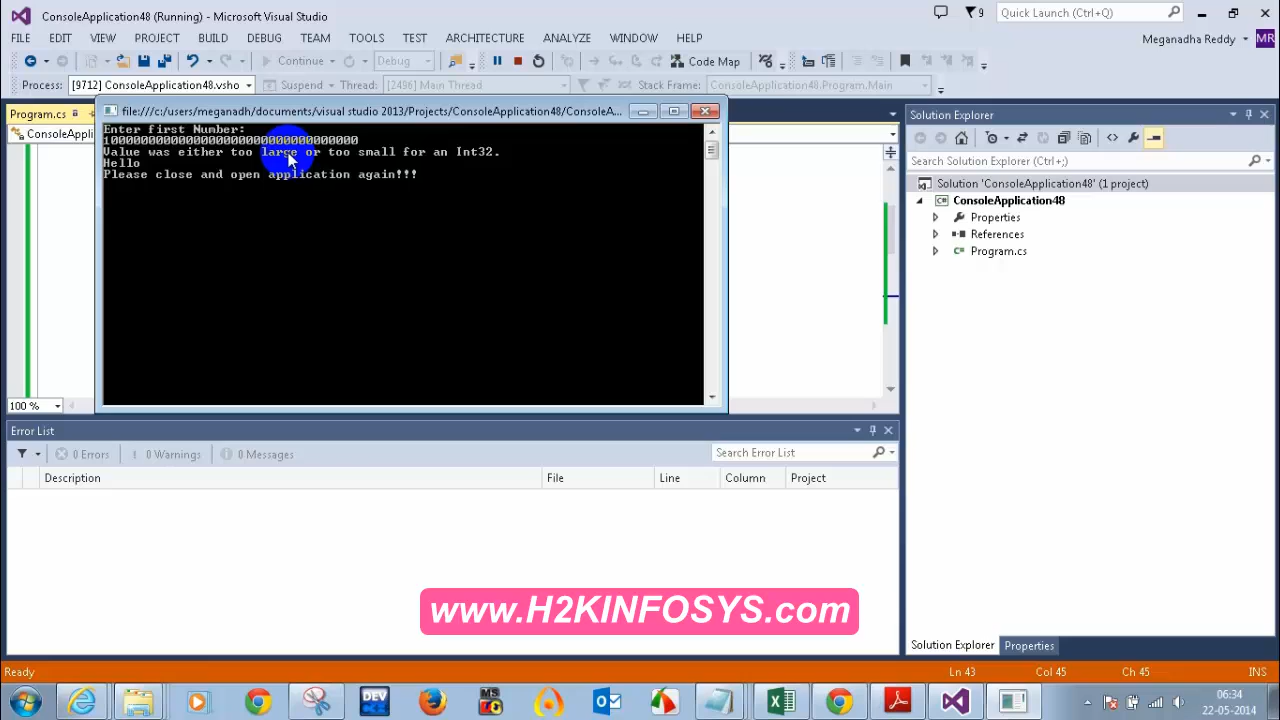 ConsoleApplication48 (Running) - Microsoft Visual Studio
9
Quick Launch (Ctrl+Q)
FILE EDIT VIEW PROJECT BUILD DEBUG TEAM TOOLS TEST ARCHITECTURE ANALYZE WINDOW HELP
Meganadha Reddy
MR
Continue
Debug
Code Map
Process: [9712] ConsoleApplication48.vsho
Suspend
Thread: [2496] Main Thread
Stack Frame: ConsoleApplication48.Program.Main
Program.cs
ConsoleAppli
file:///c:/users/meganadh/documents/visual studio 2013/Projects/ConsoleApplication48/ConsoleA...
Enter first Number:
Value was either too large or too small for an Int32.
Hello
Please close and open application again!!!
100 %
Solution Explorer
Search Solution Explorer (Ctrl+;)
Solution 'ConsoleApplication48' (1 project)
ConsoleApplication48
Properties
References
Program.cs
Error List
0 Errors
0 Warnings
0 Messages
Search Error List
Description File Line Column Project
www.H2KINFOSYS.com
Solution Explorer Properties
Ready
Ln 43
Col 45
Ch 45
INS
DEV
MS
06:34
22-05-2014